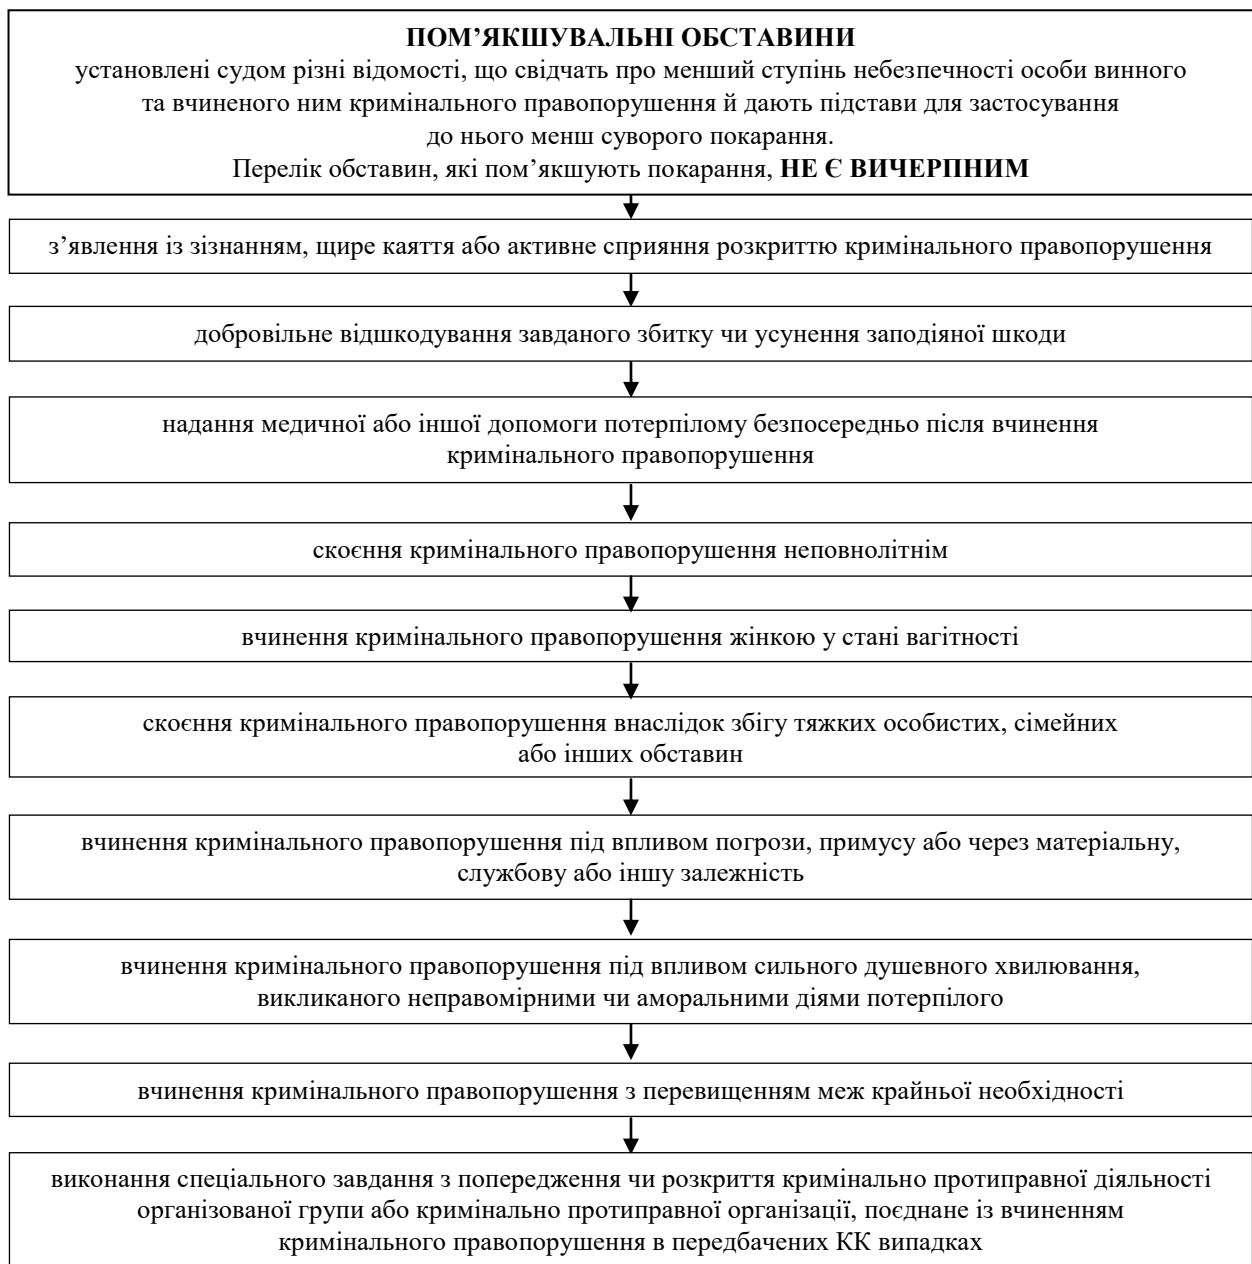 ПОМ’ЯКШУВАЛЬНІ ОБСТАВИНИ
установлені судом різні відомості, що свідчать про менший ступінь небезпечності особи винного
та вчиненого ним кримінального правопорушення й дають підстави для застосування
до нього менш суворого покарання.
Перелік обставин, які пом’якшують покарання, НЕ Є ВИЧЕРПНИМ
з’явлення із зізнанням, щире каяття або активне сприяння розкриттю кримінального правопорушення
добровільне відшкодування завданого збитку чи усунення заподіяної шкоди
надання медичної або іншої допомоги потерпілому безпосередньо після вчинення
кримінального правопорушення
скоєння кримінального правопорушення неповнолітнім
вчинення кримінального правопорушення жінкою у стані вагітності
скоєння кримінального правопорушення внаслідок збігу тяжких особистих, сімейних
або інших обставин
вчинення кримінального правопорушення під впливом погрози, примусу або через матеріальну,
службову або іншу залежність
вчинення кримінального правопорушення під впливом сильного душевного хвилювання,
викликаного неправомірними чи аморальними діями потерпілого
вчинення кримінального правопорушення з перевищенням меж крайньої необхідності
виконання спеціального завдання з попередження чи розкриття кримінально протиправної діяльності
організованої групи або кримінально протиправної організації, поєднане із вчиненням
кримінального правопорушення в передбачених КК випадках